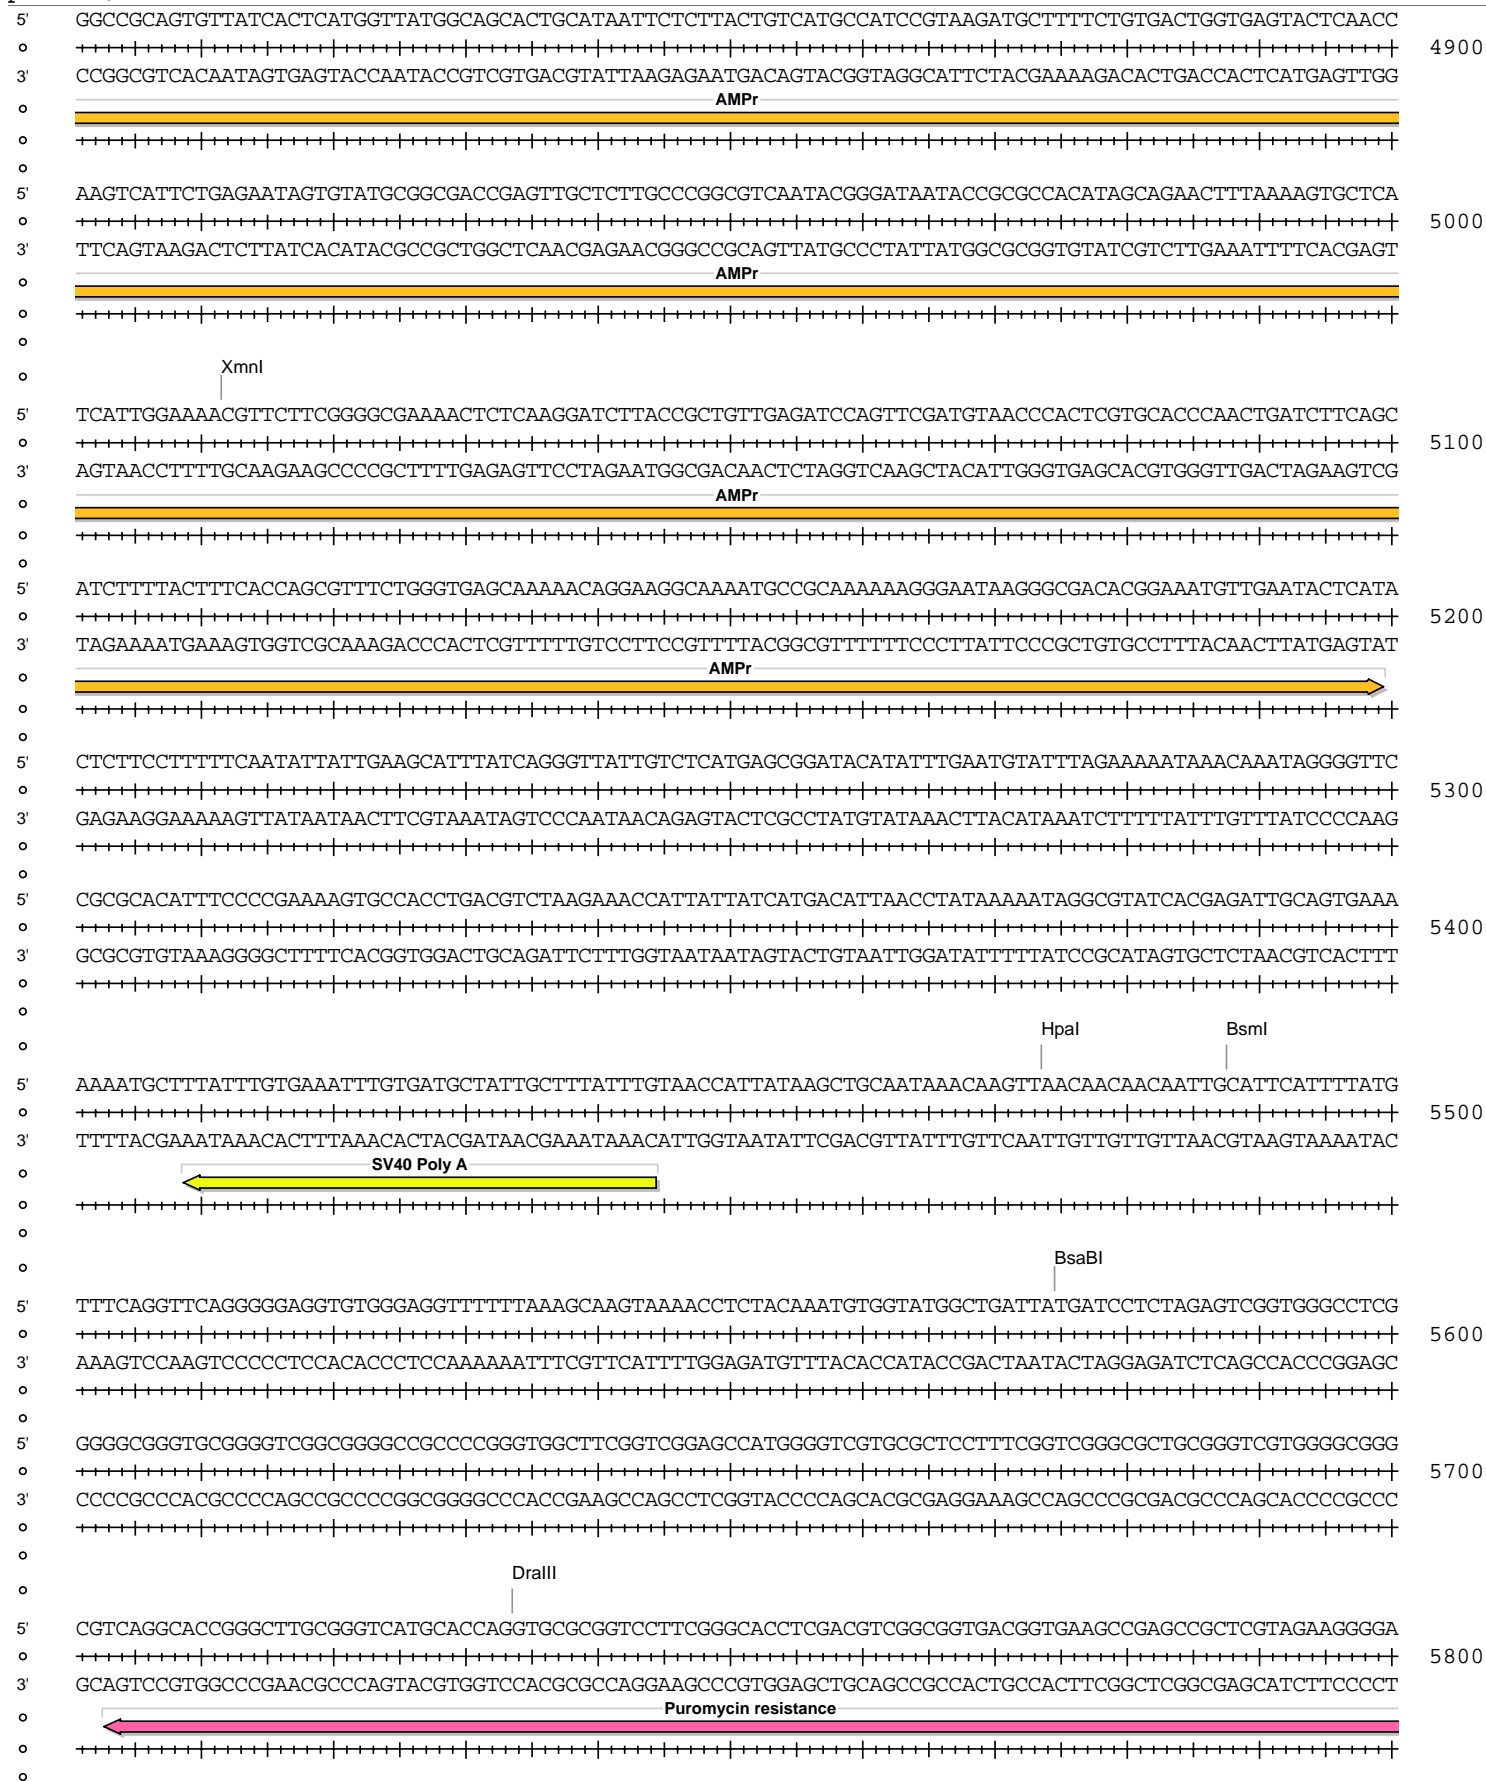 5' GGCCGCAGTGTTATCACTCATGGTTATGGCAGCACTGCATAATTCTCTTACTGTCATGCCATCCGTAAGATGCTTTTCTGTGACTGGTGAGTACTCAACC
4900
3' CCGGCGTCACAATAGTGAGTACCAATACCGTCGTGACGTATTAAGAGAATGACAGTACGGTAGGCATTCTACGAAAAGACACTGACCACTCATGAGTTGG
AMPr
5' AAGTCATTCTGAGAATAGTGTATGCGGCGACCGAGTTGCTCTTGCCCGGCGTCAATACGGGATAATACCGCGCCACATAGCAGAACTTTAAAAGTGCTCA
5000
3' TTCAGTAAGACTCTTATCACATACGCCGCTGGCTCAACGAGAACGGGCCGCAGTTATGCCCTATTATGGCGCGGTGTATCGTCTTGAAATTTTCACGAGT
AMPr
XmnI
5' TCATTGGAAAACGTTCTTCGGGGCGAAAACTCTCAAGGATCTTACCGCTGTTGAGATCCAGTTCGATGTAACCCACTCGTGCACCCAACTGATCTTCAGC
5100
3' AGTAACCTTTTGCAAGAAGCCCCGCTTTTGAGAGTTCCTAGAATGGCGACAACTCTAGGTCAAGCTACATTGGGTGAGCACGTGGGTTGACTAGAAGTCG
AMPr
5' ATCTTTTACTTTCACCAGCGTTTCTGGGTGAGCAAAAACAGGAAGGCAAAATGCCGCAAAAAAGGGAATAAGGGCGACACGGAAATGTTGAATACTCATA
5200
3' TAGAAAATGAAAGTGGTCGCAAAGACCCACTCGTTTTTGTCCTTCCGTTTTACGGCGTTTTTTCCCTTATTCCCGCTGTGCCTTTACAACTTATGAGTAT
AMPr
5' CTCTTCCTTTTTCAATATTATTGAAGCATTTATCAGGGTTATTGTCTCATGAGCGGATACATATTTGAATGTATTTAGAAAAATAAACAAATAGGGGTTC
5300
3' GAGAAGGAAAAAGTTATAATAACTTCGTAAATAGTCCCAATAACAGAGTACTCGCCTATGTATAAACTTACATAAATCTTTTTATTTGTTTATCCCCAAG
5' CGCGCACATTTCCCCGAAAAGTGCCACCTGACGTCTAAGAAACCATTATTATCATGACATTAACCTATAAAAATAGGCGTATCACGAGATTGCAGTGAAA
5400
3' GCGCGTGTAAAGGGGCTTTTCACGGTGGACTGCAGATTCTTTGGTAATAATAGTACTGTAATTGGATATTTTTATCCGCATAGTGCTCTAACGTCACTTT
HpaI BsmI
5' AAAATGCTTTATTTGTGAAATTTGTGATGCTATTGCTTTATTTGTAACCATTATAAGCTGCAATAAACAAGTTAACAACAACAATTGCATTCATTTTATG
5500
3' TTTTACGAAATAAACACTTTAAACACTACGATAACGAAATAAACATTGGTAATATTCGACGTTATTTGTTCAATTGTTGTTGTTAACGTAAGTAAAATAC
SV40 Poly A
BsaBI
5' TTTCAGGTTCAGGGGGAGGTGTGGGAGGTTTTTTAAAGCAAGTAAAACCTCTACAAATGTGGTATGGCTGATTATGATCCTCTAGAGTCGGTGGGCCTCG
5600
3' AAAGTCCAAGTCCCCCTCCACACCCTCCAAAAAATTTCGTTCATTTTGGAGATGTTTACACCATACCGACTAATACTAGGAGATCTCAGCCACCCGGAGC
5' GGGGCGGGTGCGGGGTCGGCGGGGCCGCCCCGGGTGGCTTCGGTCGGAGCCATGGGGTCGTGCGCTCCTTTCGGTCGGGCGCTGCGGGTCGTGGGGCGGG
5700
3' CCCCGCCCACGCCCCAGCCGCCCCGGCGGGGCCCACCGAAGCCAGCCTCGGTACCCCAGCACGCGAGGAAAGCCAGCCCGCGACGCCCAGCACCCCGCCC
DraIII
5' CGTCAGGCACCGGGCTTGCGGGTCATGCACCAGGTGCGCGGTCCTTCGGGCACCTCGACGTCGGCGGTGACGGTGAAGCCGAGCCGCTCGTAGAAGGGGA
5800
3' GCAGTCCGTGGCCCGAACGCCCAGTACGTGGTCCACGCGCCAGGAAGCCCGTGGAGCTGCAGCCGCCACTGCCACTTCGGCTCGGCGAGCATCTTCCCCT
Puromycin resistance